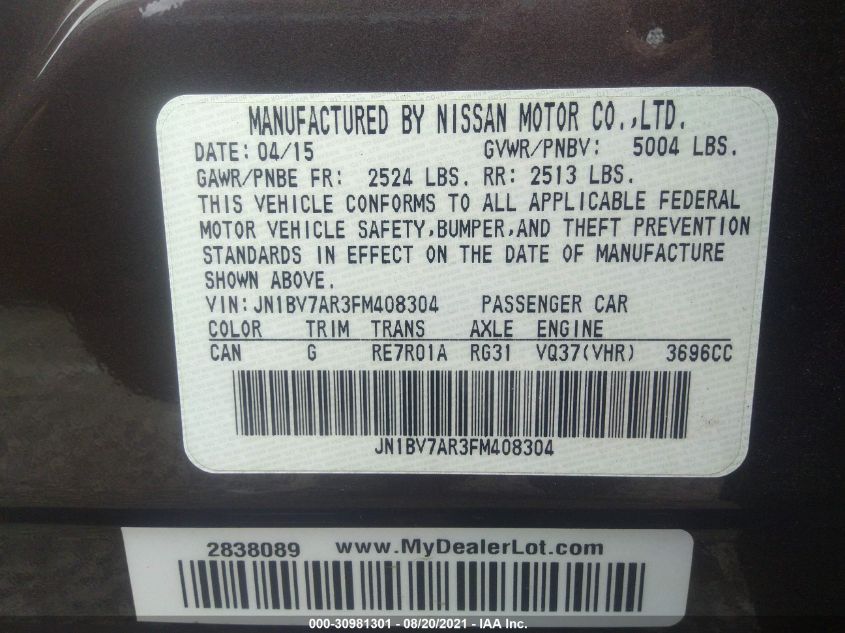 MANUFACTURED BY NISSAN MOTOR CO.,LTD.
DATE: 04/15 GVWR/PNBV: 5004 LBS.
GAWR/PNBE FR: 2524 LBS. RR: 2513 LBS.
THIS VEHICLE CONFORMS TO ALL APPLICABLE FEDERAL
MOTOR VEHICLE SAFETY,BUMPER,AND THEFT PREVENTION
STANDARDS IN EFFECT ON THE DATE OF MANUFACTURE
SHOWN ABOVE.
VIN: JN1BV7AR3FM408304 PASSENGER CAR
COLOR TRIM TRANS AXLE ENGINE
CAN G RE7R01A RG31 VQ37(VHR) 3696CC
JN1BV7AR3FM408304
2838089 www.MyDealerLot.com
000-30981301 - 08/20/2021 - IAA Inc.